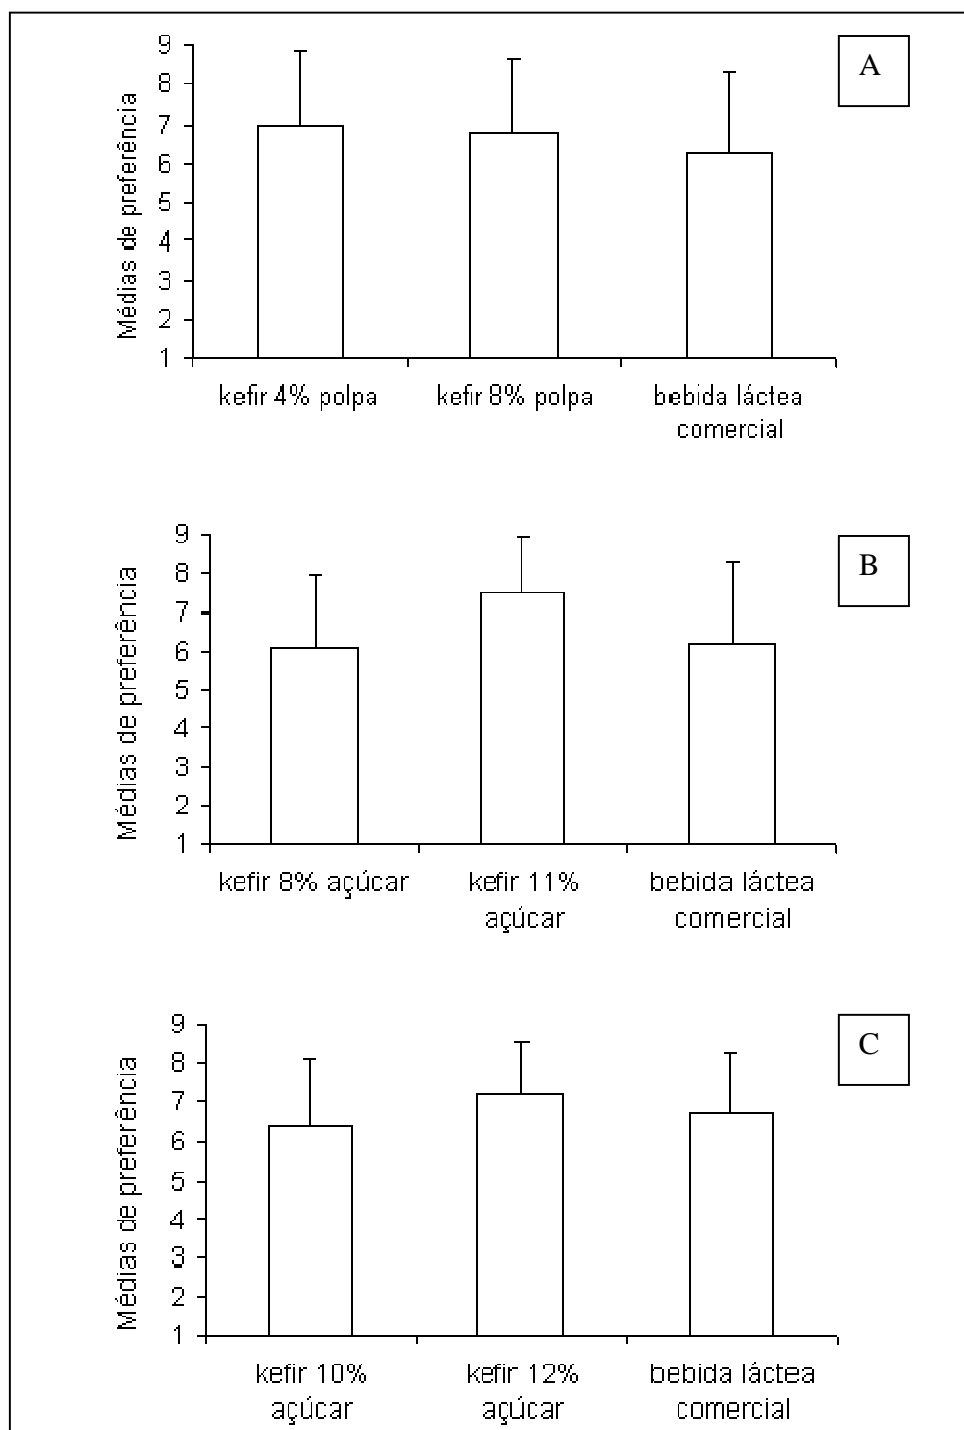 A
Médias de preferência
9
8
7
6
5
4
3
2
1
kefir 4% polpa
kefir 8% polpa
bebida láctea
comercial
B
Médias de preferência
9
8
7
6
5
4
3
2
1
kefir 8% açúcar
kefir 11%
açúcar
bebida láctea
comercial
C
Médias de preferência
9
8
7
6
5
4
3
2
1
kefir 10%
açúcar
kefir 12%
açúcar
bebida láctea
comercial